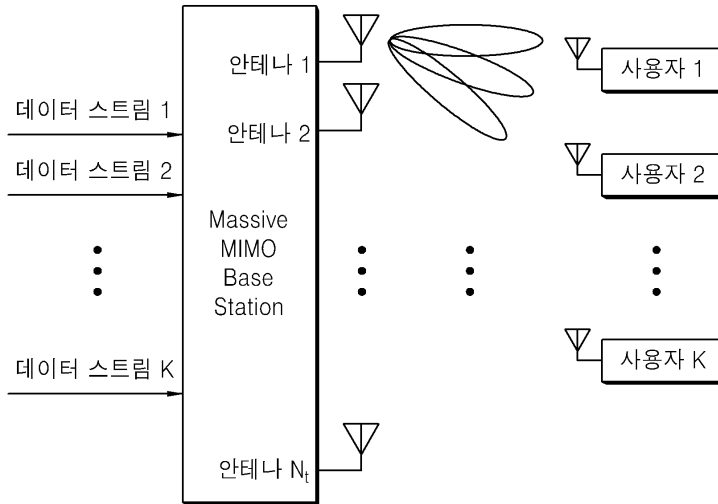 안테나 1
사용자 1
데이터 스트림 1
안테나 2
데이터 스트림 2
사용자 2
Massive
MIMO
Base
Station
데이터 스트림 K
사용자 K
안테나 Nt